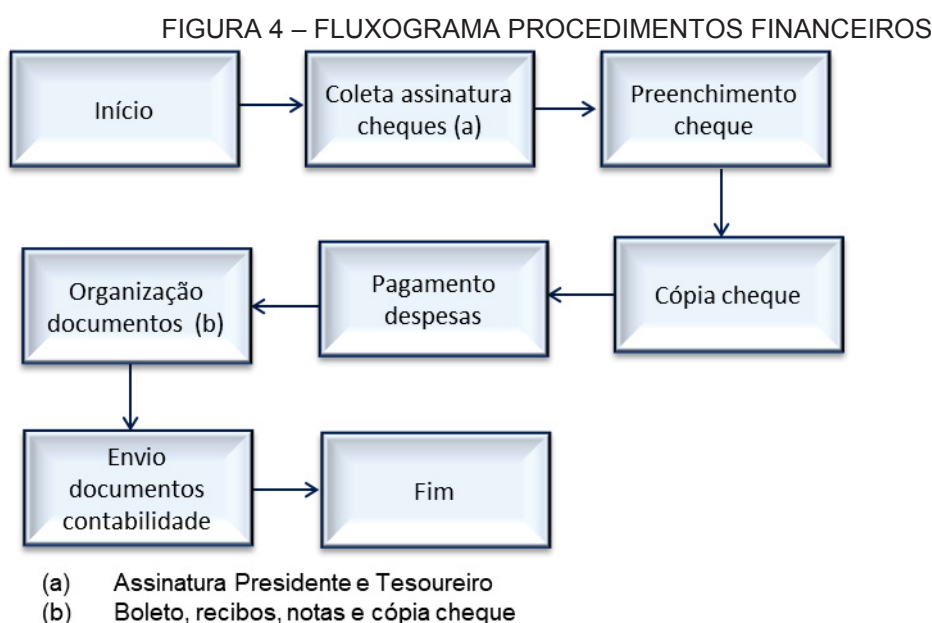 FIGURA 4 – FLUXOGRAMA PROCEDIMENTOS FINANCEIROS
Início
Coleta assinatura
cheques (a)
Preenchimento
cheque
Cópia cheque
Pagamento
despesas
Organização
documentos (b)
Envio
documentos
contabilidade
Fim
(a) Assinatura Presidente e Tesoureiro
(b) Boleto, recibos, notas e cópia cheque